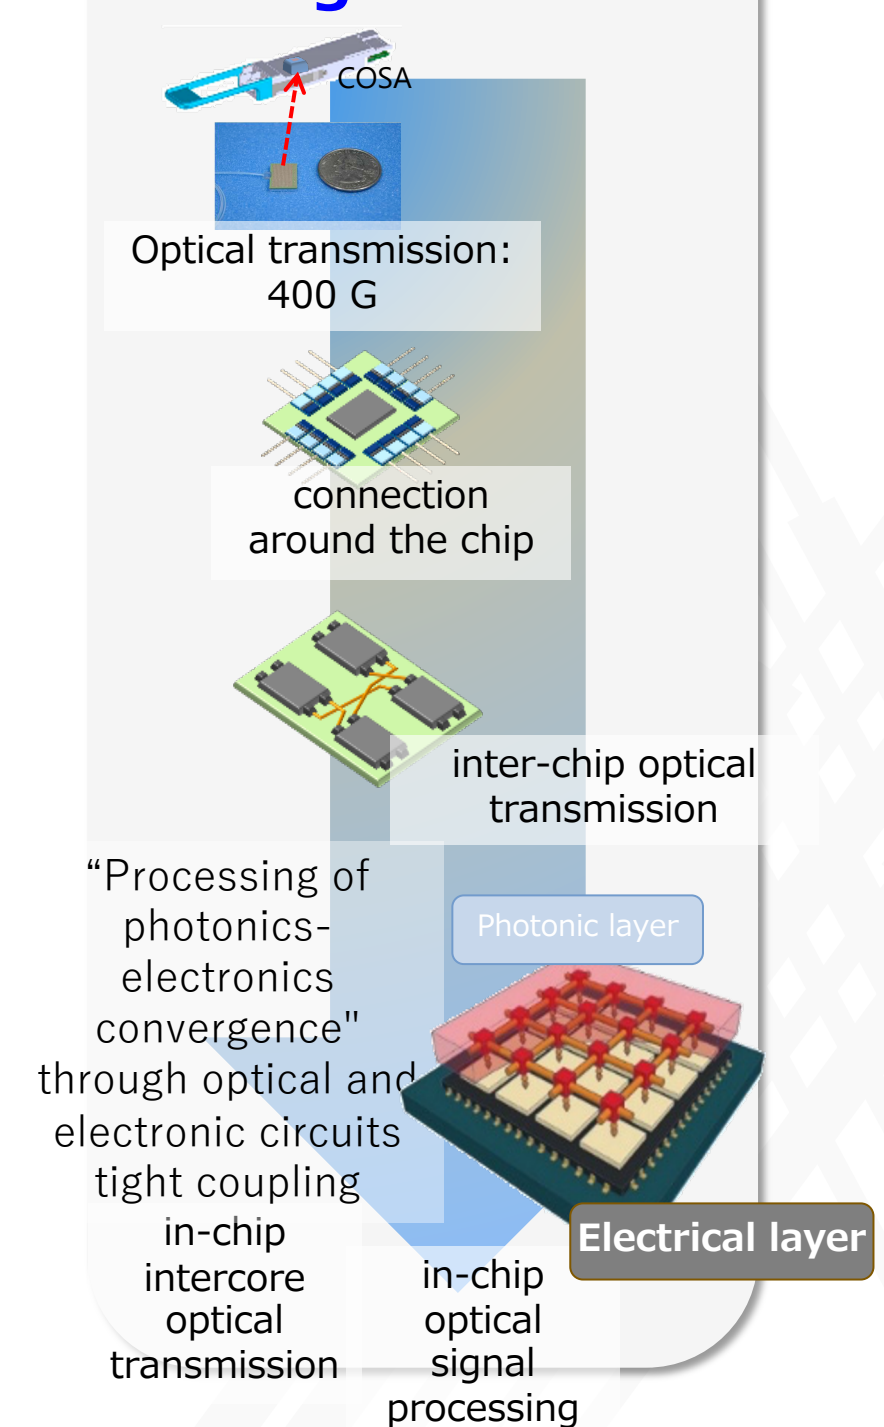 COSA
Optical transmission:
400 G
connection
around the chip
inter-chip optical
transmission
“Processing of
photonics-
electronics
convergence"
through optical and
electronic circuits
tight coupling
Photonic layer
Electrical layer
in-chip
intercore
optical
transmission
in-chip
optical
signal
processing